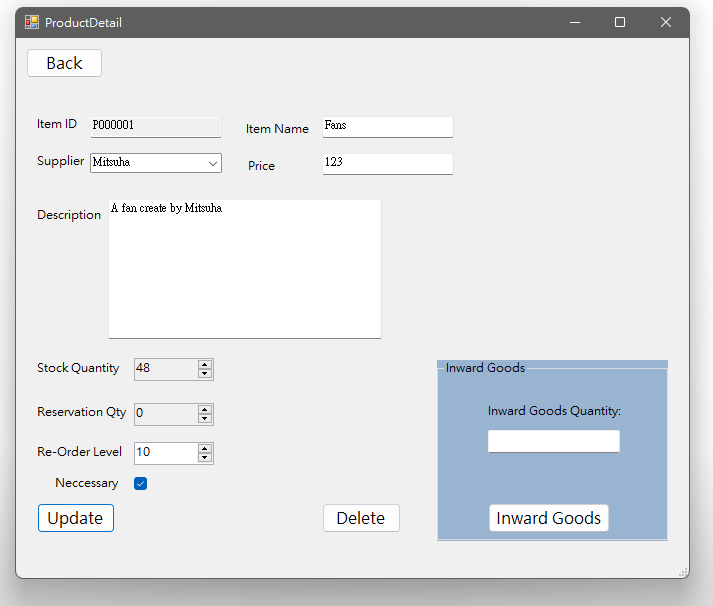 ProductDetail
Back
Item ID P000001 Item Name Fans
Supplier Mitsuha Price 123
Description A fan create by Mitsuha
Stock Quantity 48 Inward Goods
Reservation Qty 0 Inward Goods Quantity:
Re-Order Level 10
Neccessary
Update Delete Inward Goods